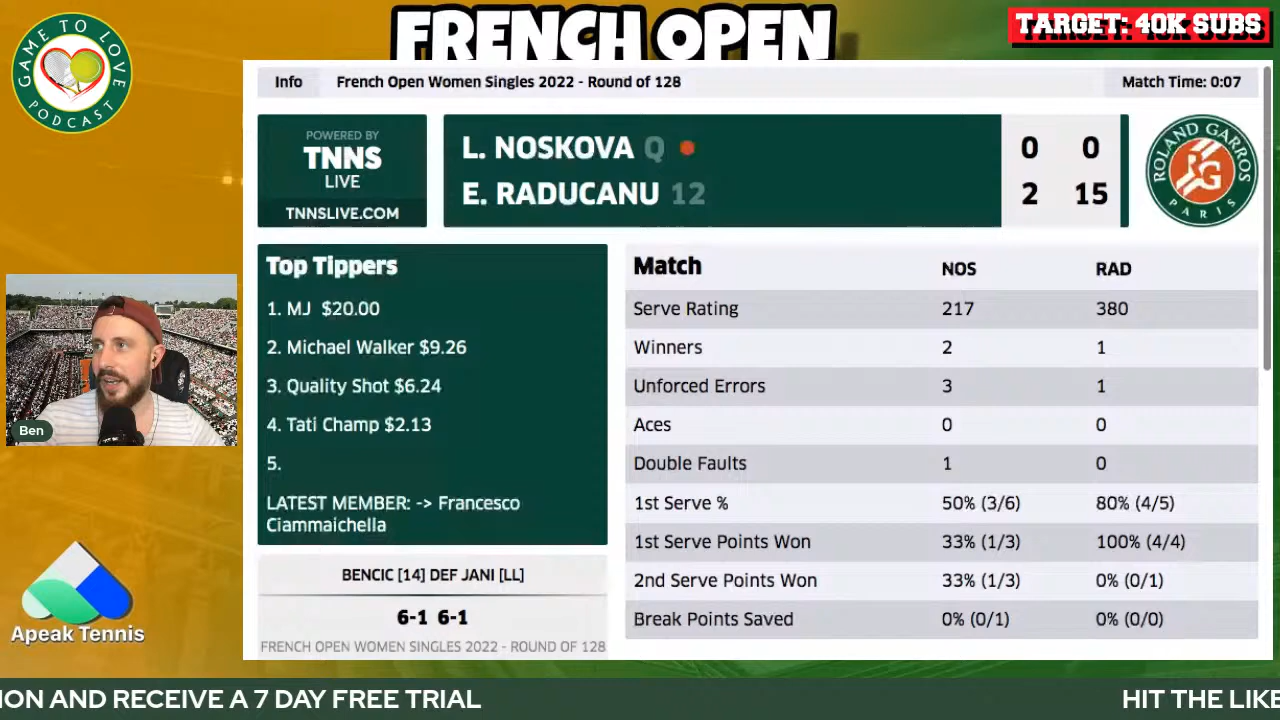 FRENCH OPEN
TARGET: 40K SUBS
GAME TO LOVE
PODCAST
Info French Open Women Singles 2022 - Round of 128 Match Time: 0:07
POWERED BY
TNNS
LIVE
TNNSLIVE.COM
L. NOSKOVA Q 0 0
E. RADUCANU 12 2 15
ROLAND GARROS
RG
PARIS
Top Tippers
1. MJ $20.00
2. Michael Walker $9.26
3. Quality Shot $6.24
4. Tati Champ $2.13
5.
LATEST MEMBER: -> Francesco
Ciammaichella
BENCIC [14] DEF JANI [LL]
6-1 6-1
FRENCH OPEN WOMEN SINGLES 2022 - ROUND OF 128
Match NOS RAD
Serve Rating 217 380
Winners 2 1
Unforced Errors 3 1
Aces 0 0
Double Faults 1 0
1st Serve % 50% (3/6) 80% (4/5)
1st Serve Points Won 33% (1/3) 100% (4/4)
2nd Serve Points Won 33% (1/3) 0% (0/1)
Break Points Saved 0% (0/1) 0% (0/0)
Ben
Apeak Tennis
ION AND RECEIVE A 7 DAY FREE TRIAL HIT THE LIKE